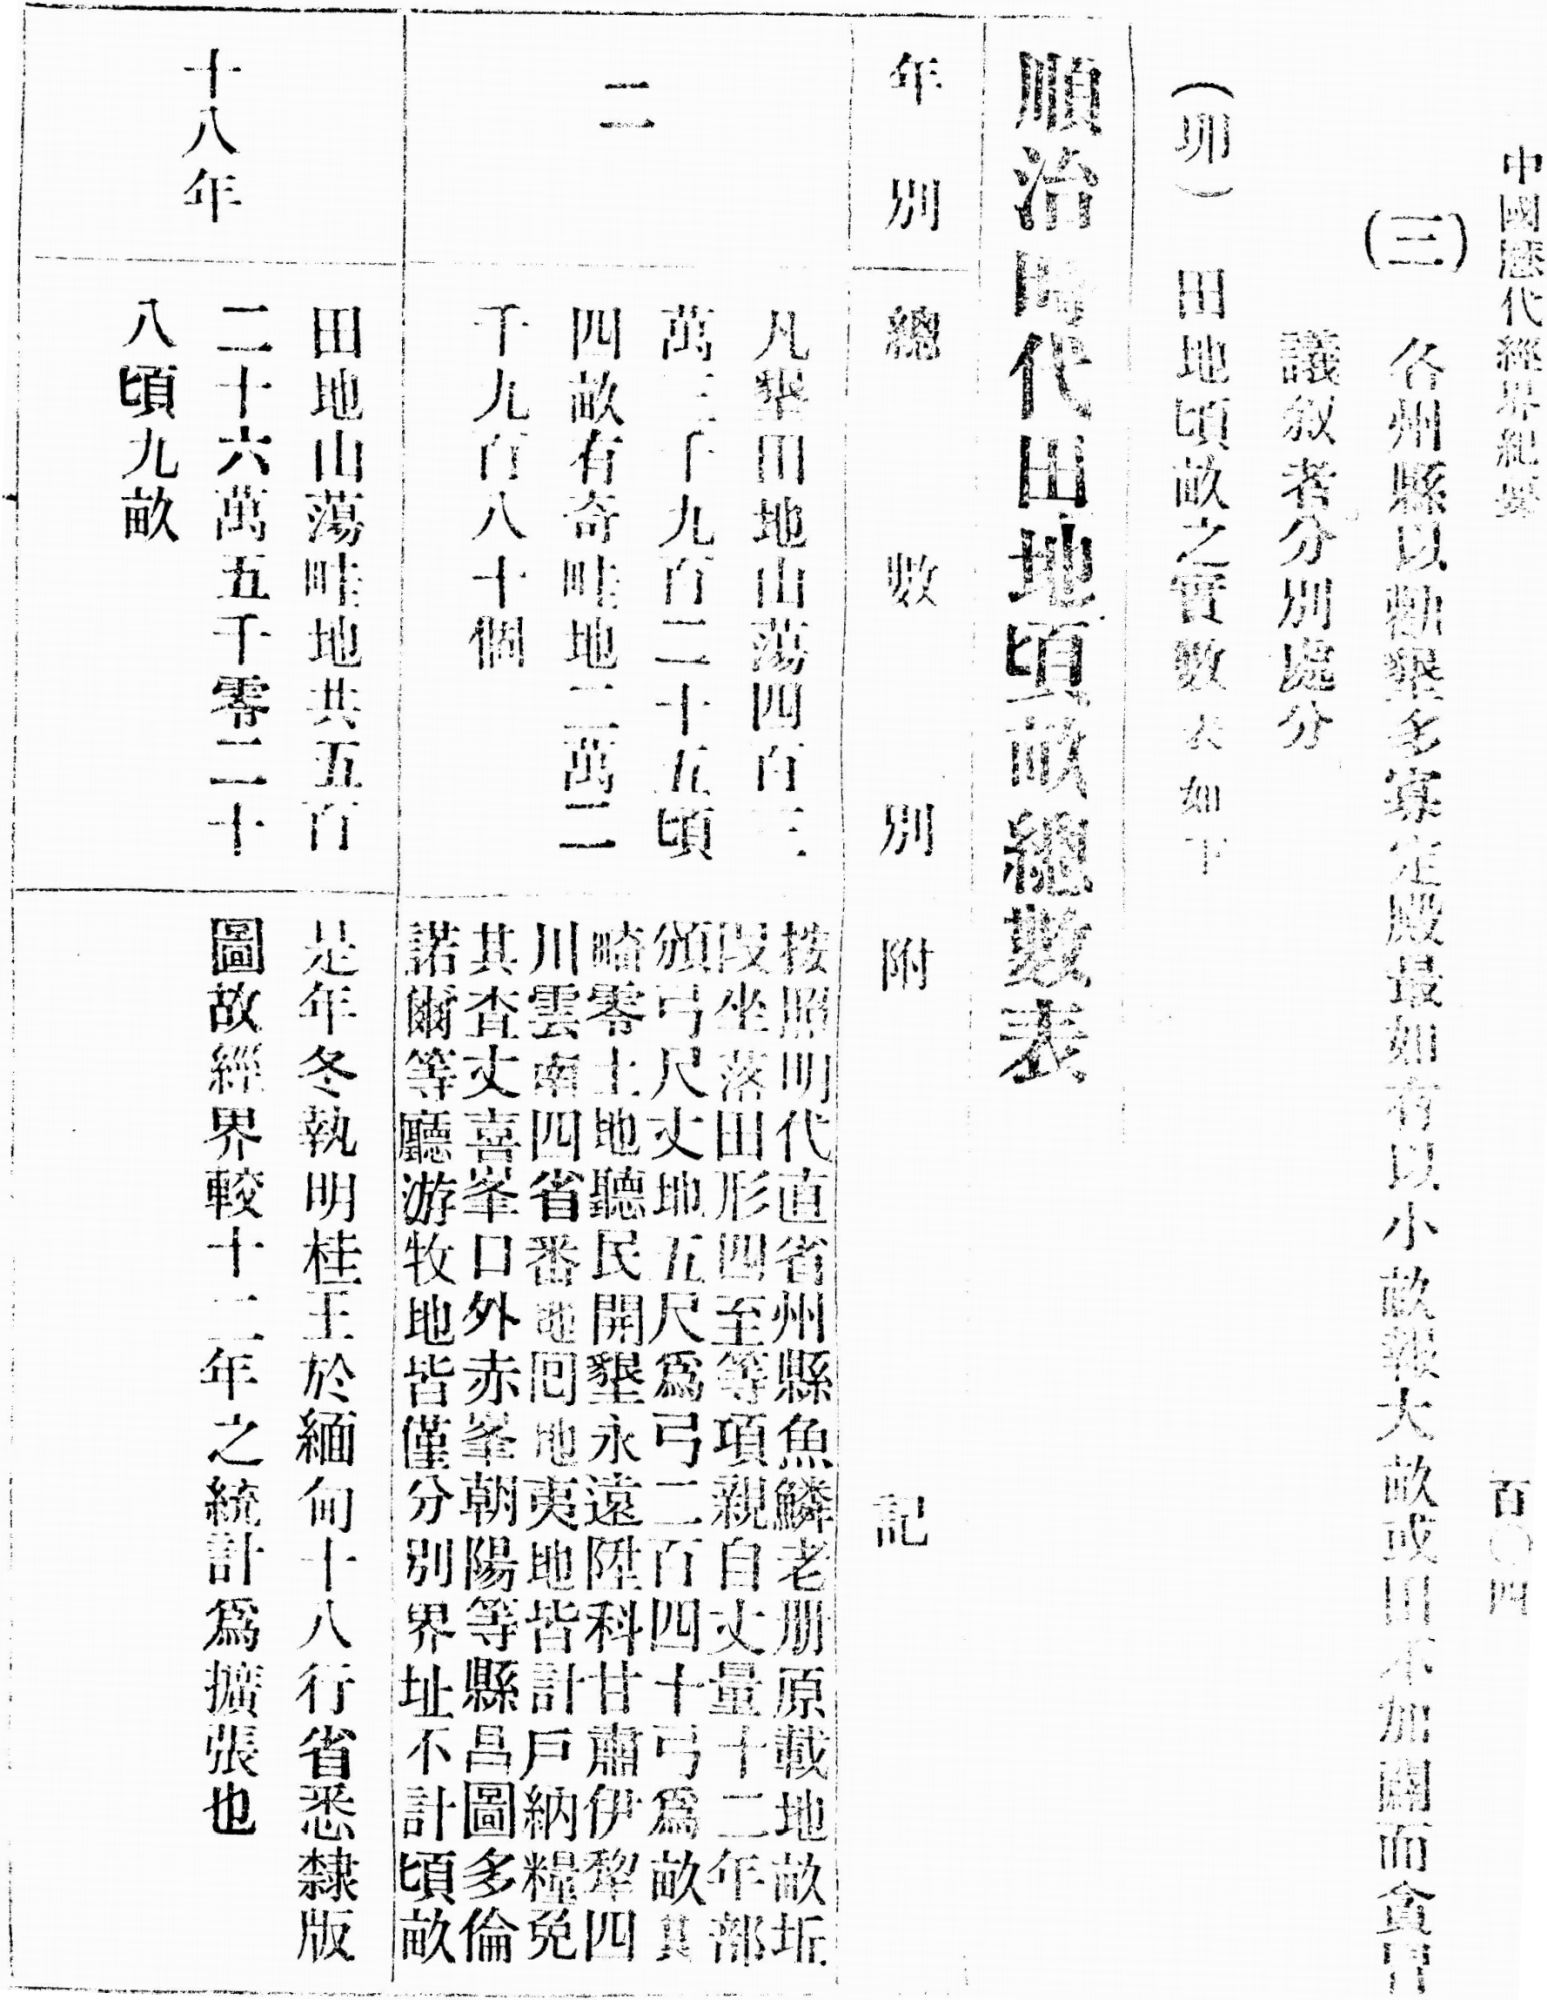 中國歷代經界紀要
百〇四
(三) 各州縣以勸墾多寡定殿最如有以小畝報大畝或田不加闢而貪冒
議叙者分別處分
(卯) 田地頃畝之實數表如下
順治時代田地頃畝總數表
年別
總數別
附記
二
凡墾田地山蕩四百三
萬三千九百二十五頃
四畝有奇畦地二萬二
千九百八十個
按照明代直省州縣魚鱗老册原載地畝坵
段坐落田形四至等項親自丈量十二年部
頒弓尺丈地五尺爲弓二百四十弓爲畝其
畸零土地聽民開墾永遠陞科甘肅伊犂四
川雲南四省番地回地夷地皆計戶納糧免
其査丈喜峯口外赤峯朝陽等縣昌圖多倫
諾爾等廳游牧地皆僅分別界址不計頃畝
十八年
田地山蕩畦地共五百
二十六萬五千零二十
八頃九畝
是年冬執明桂王於緬甸十八行省悉隸版
圖故經界較十二年之統計爲擴張也